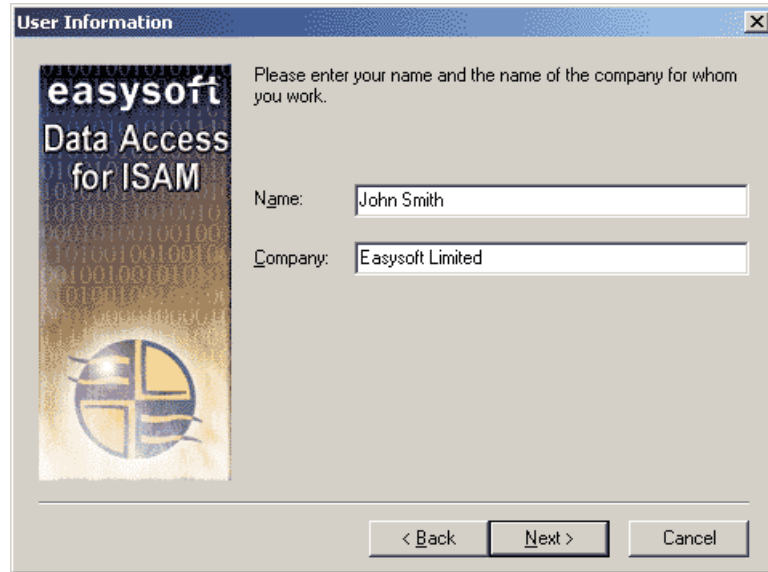 User Information
easysoft
Data Access
for ISAM
Please enter your name and the name of the company for whom
you work.
Name: John Smith
Company: Easysoft Limited
< Back Next > Cancel